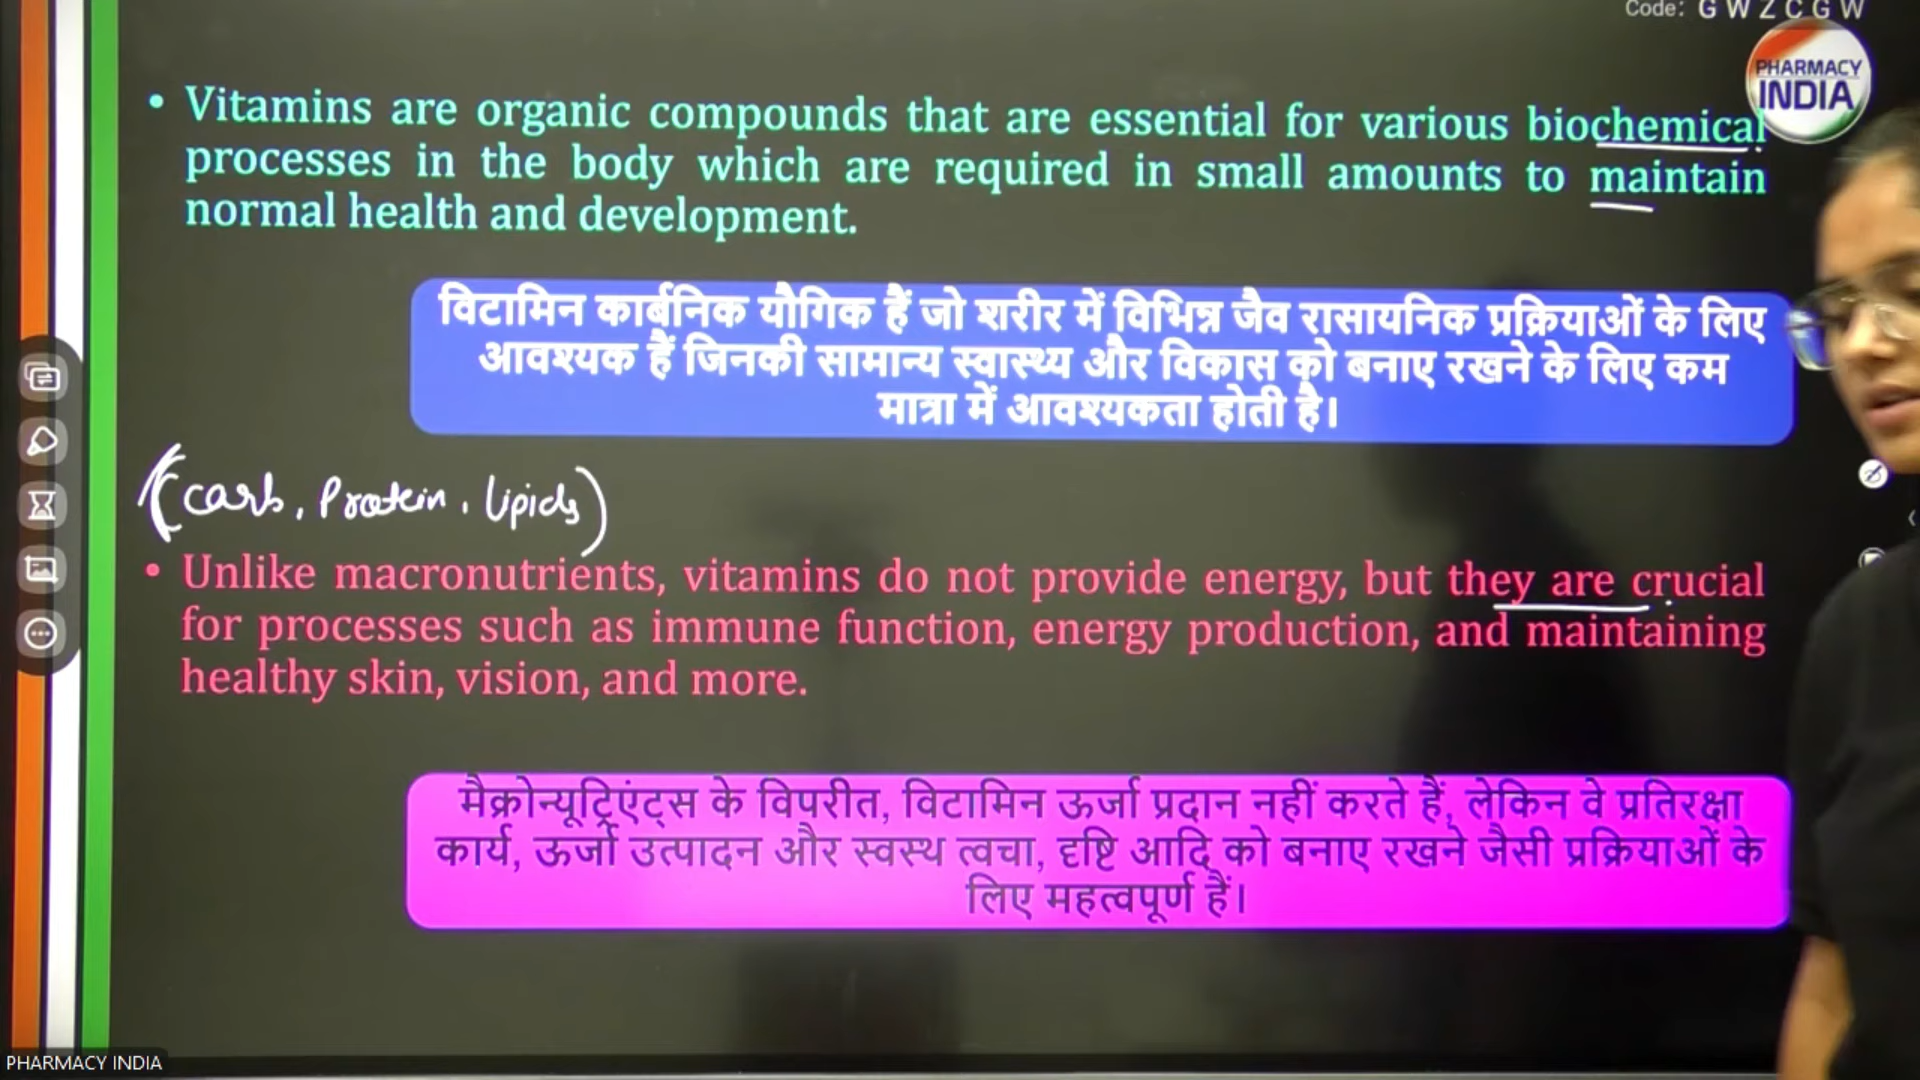 Code: G W Z C G W
PHARMACY
INDIA
• Vitamins are organic compounds that are essential for various biochemical
processes in the body which are required in small amounts to maintain
normal health and development.
विटामिन कार्बनिक यौगिक हैं जो शरीर में विभिन्न जैव रासायनिक प्रक्रियाओं के लिए
आवश्यक हैं जिनकी सामान्य स्वास्थ्य और विकास को बनाए रखने के लिए कम
मात्रा में आवश्यकता होती है।
(carb, Protein, Lipids)
• Unlike macronutrients, vitamins do not provide energy, but they are crucial
for processes such as immune function, energy production, and maintaining
healthy skin, vision, and more.
मैक्रोन्यूट्रिएंट्स के विपरीत, विटामिन ऊर्जा प्रदान नहीं करते हैं, लेकिन वे प्रतिरक्षा
कार्य, ऊर्जा उत्पादन और स्वस्थ त्वचा, दृष्टि आदि को बनाए रखने जैसी प्रक्रियाओं के
लिए महत्वपूर्ण हैं।
PHARMACY INDIA